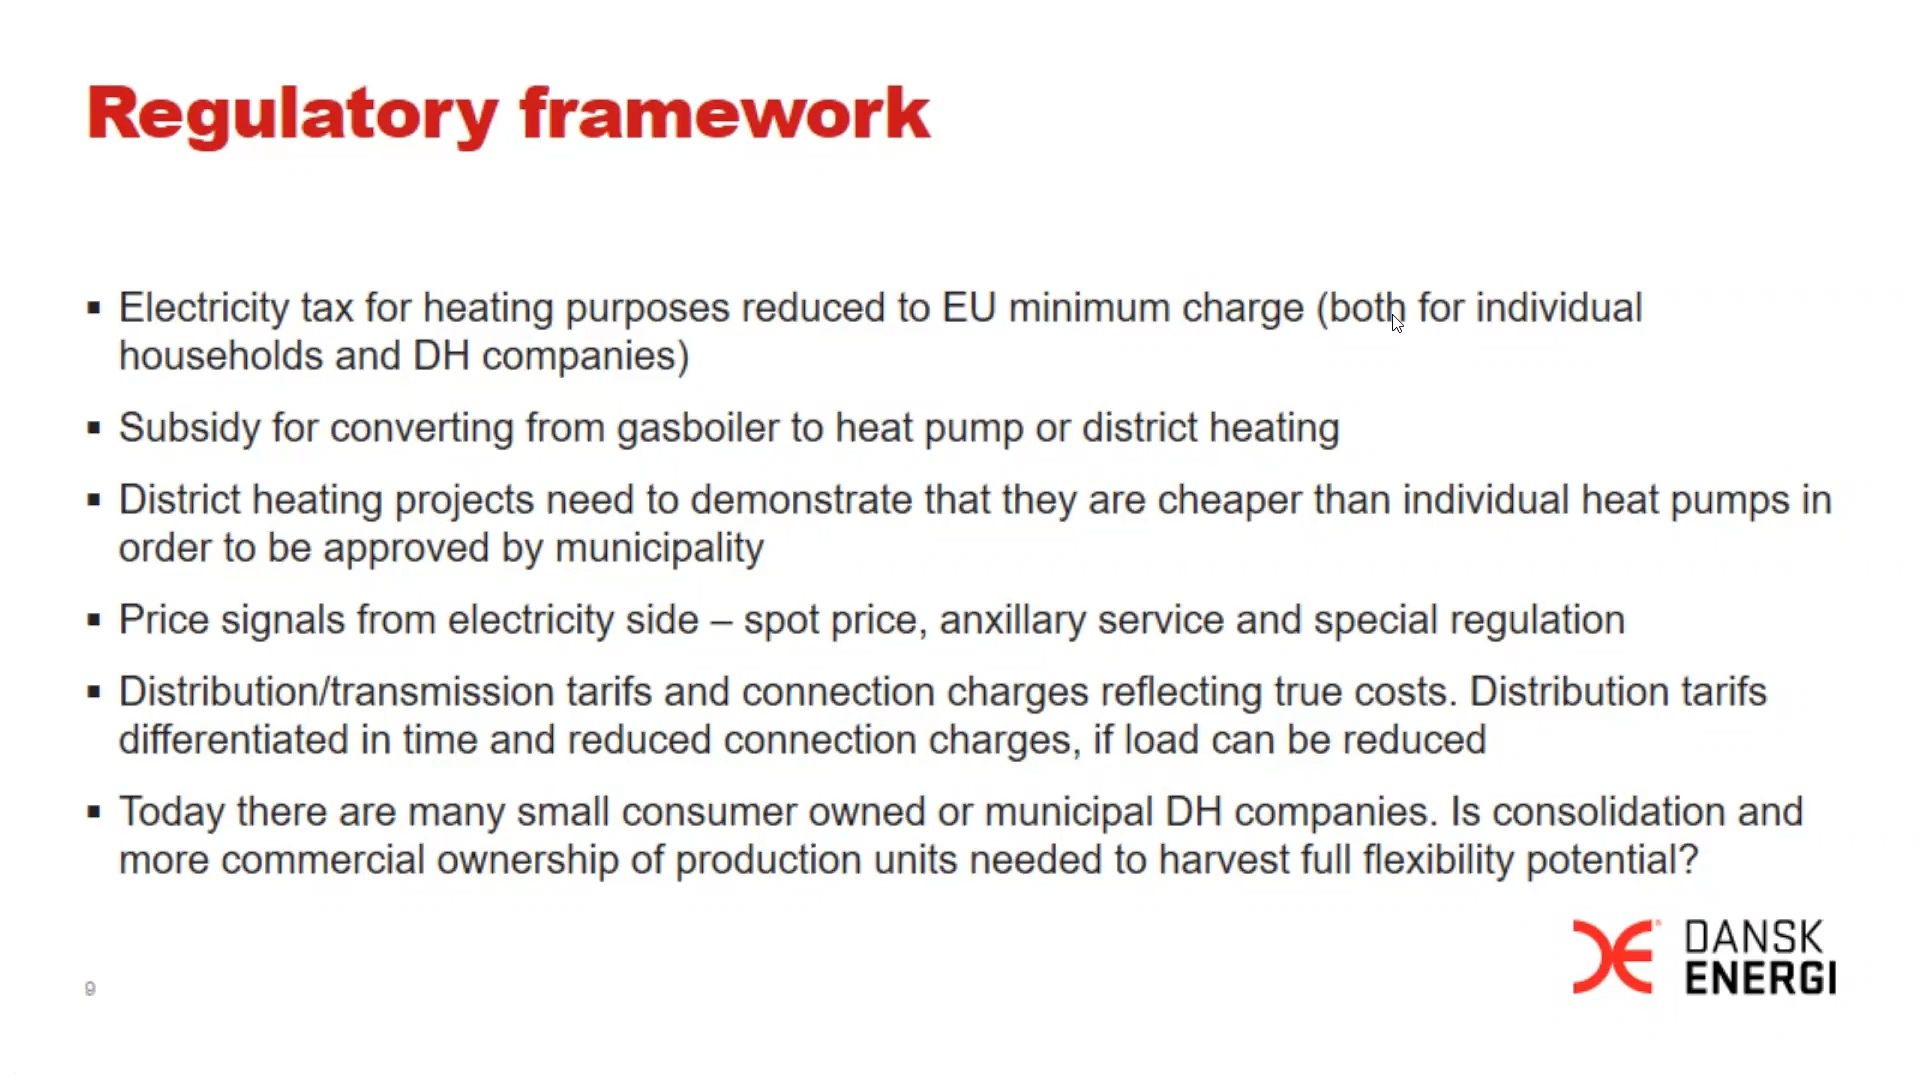 Regulatory framework
▪ Electricity tax for heating purposes reduced to EU minimum charge (both for individual
households and DH companies)
▪ Subsidy for converting from gasboiler to heat pump or district heating
▪ District heating projects need to demonstrate that they are cheaper than individual heat pumps in
order to be approved by municipality
▪ Price signals from electricity side – spot price, anxillary service and special regulation
▪ Distribution/transmission tarifs and connection charges reflecting true costs. Distribution tarifs
differentiated in time and reduced connection charges, if load can be reduced
▪ Today there are many small consumer owned or municipal DH companies. Is consolidation and
more commercial ownership of production units needed to harvest full flexibility potential?
DANSK
ENERGI
9